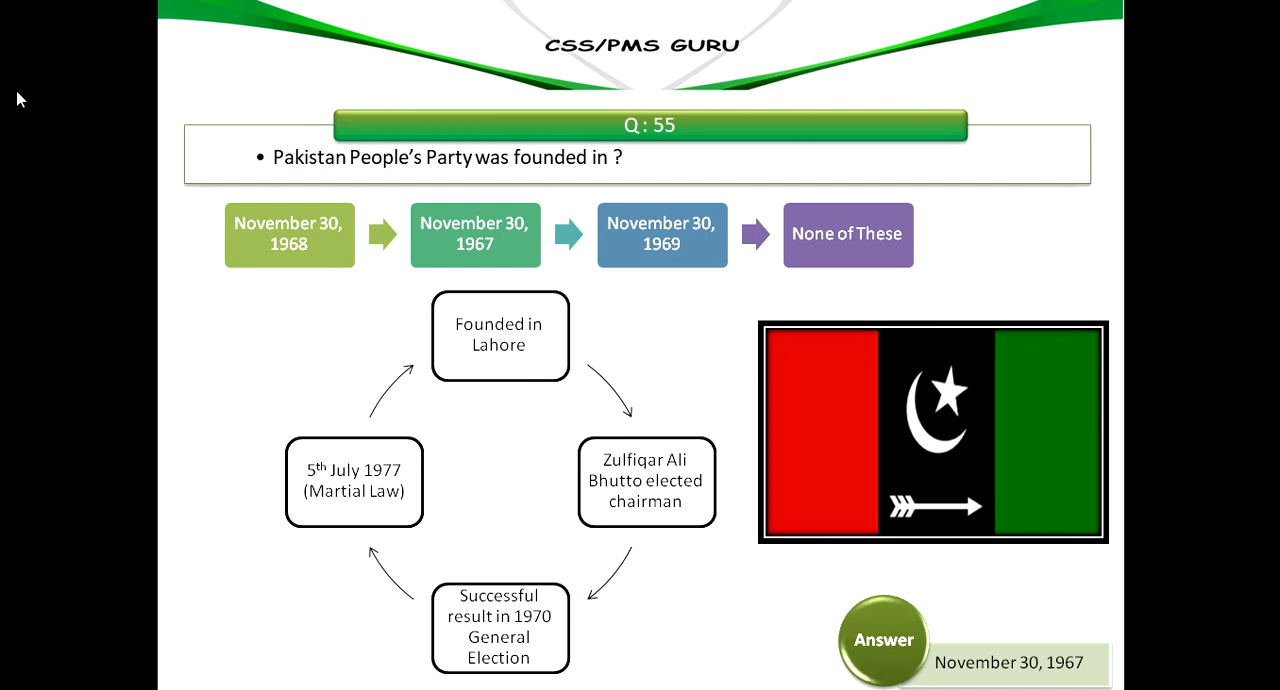 CSS/PMS GURU
Q : 55
• Pakistan People's Party was founded in ?
November 30,
1968
November 30,
1967
November 30,
1969
None of These
Founded in
Lahore
Zulfiqar Ali
Bhutto elected
chairman
Successful
result in 1970
General
Election
5th July 1977
(Martial Law)
Answer
November 30, 1967